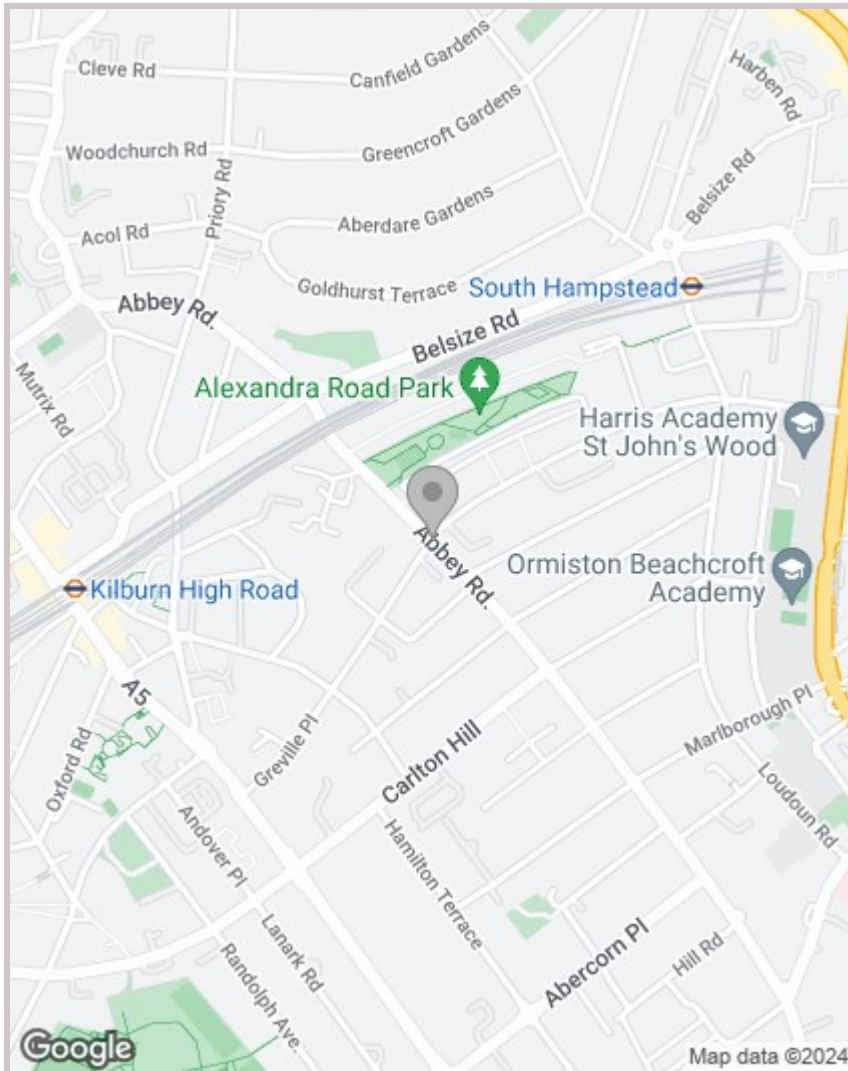 Cleve Rd
Canfield Gardens
Harben Rd
Woodchurch Rd
Greencroft Gardens
Priory Rd
Belsize Rd
Acol Rd
Aberdare Gardens
Goldhurst Terrace
South Hampstead
Abbey Rd.
Belsize Rd
Mutrix Rd
Alexandra Road Park
Harris Academy
St John's Wood
Abbey Rd.
Ormiston Beachcroft
Academy
Kilburn High Road
A5
Oxford Rd
Greville Pl
Carlton Hill
Marlborough Pl
Loudoun Rd
Andover Pl
Hamilton Terrace
Lanark Rd
Randolph Ave.
Abercorn Pl
Hill Rd
Google
Map data ©2024